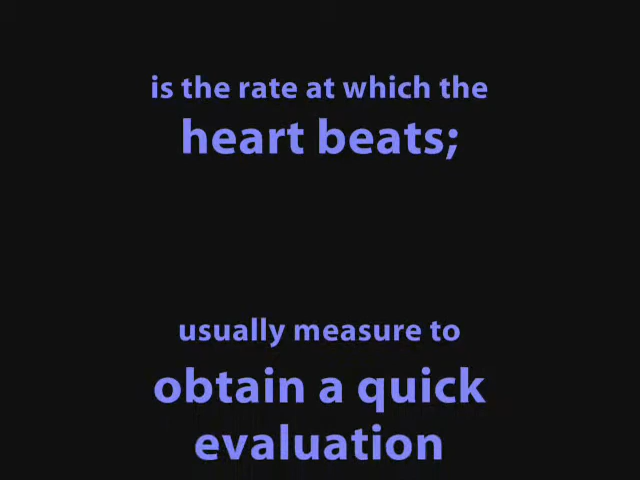 is the rate at which the
heart beats;
usually measure to
obtain a quick
evaluation